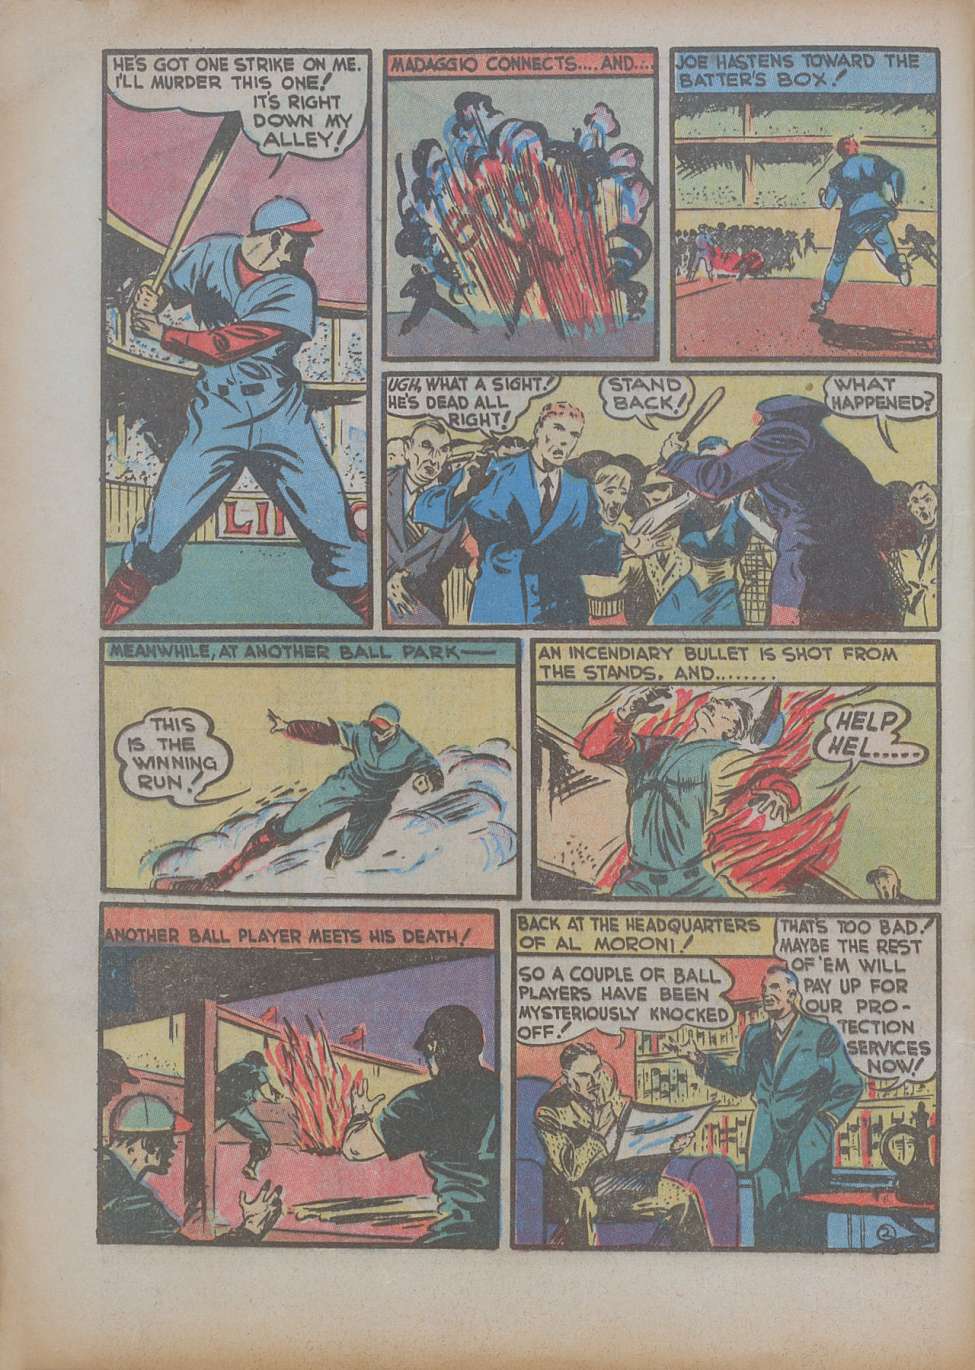 HE'S GOT ONE STRIKE ON ME.
I'LL MURDER THIS ONE!
IT'S RIGHT
DOWN MY
ALLEY!
MADAGGIO CONNECTS....AND...
BOOM!
JOE HASTENS TOWARD THE
BATTER'S BOX!
UGH, WHAT A SIGHT!
HE'S DEAD ALL
RIGHT!
STAND
BACK!
WHAT
HAPPENED?
MEANWHILE, AT ANOTHER BALL PARK—
THIS
IS THE
WINNING
RUN!
AN INCENDIARY BULLET IS SHOT FROM
THE STANDS, AND........
HELP,
HEL.....
ANOTHER BALL PLAYER MEETS HIS DEATH!
BACK AT THE HEADQUARTERS
OF AL MORONI!
SO A COUPLE OF BALL
PLAYERS HAVE BEEN
MYSTERIOUSLY KNOCKED
OFF!
THAT'S TOO BAD!
MAYBE THE REST
OF 'EM WILL
PAY UP FOR
OUR PRO-
TECTION
SERVICES
NOW!
2